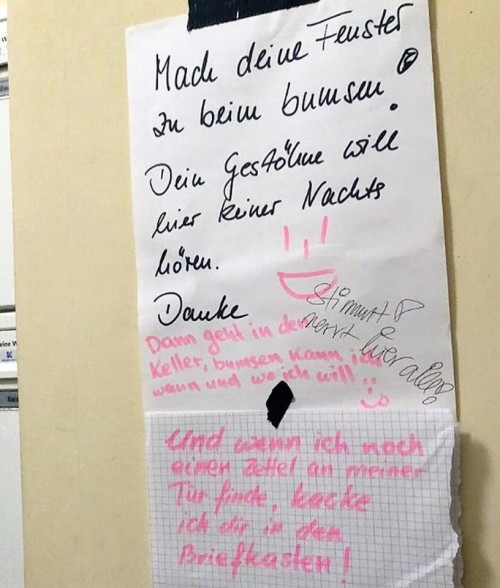 Mach deine Fenster
zu beim bumsen!
Dein Gestöhne will
hier keiner Nachts
hören.
Danke
Stimmt!
nervt hier alle!
Dann geht in den
Keller, bumsen kann ich
wann und wo ich will
Und wenn ich noch
einen Zettel an meiner
Tür finde, kacke
ich dir in den
Briefkasten!